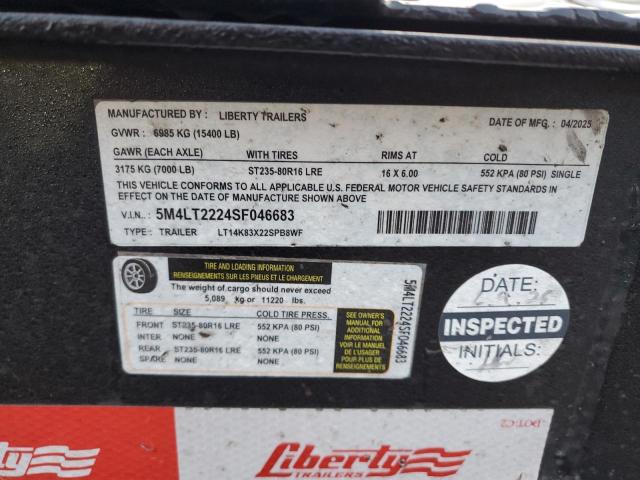 MANUFACTURED BY : LIBERTY TRAILERS DATE OF MFG. : 04/2025
GVWR : 6985 KG (15400 LB)
GAWR (EACH AXLE) WITH TIRES RIMS AT COLD
3175 KG (7000 LB) ST235-80R16 LRE 16 X 6.00 552 KPA (80 PSI) SINGLE
THIS VEHICLE CONFORMS TO ALL APPLICABLE U.S. FEDERAL MOTOR VEHICLE SAFETY STANDARDS IN
EFFECT ON THE DATE OF MANUFACTURE SHOWN ABOVE
V.I.N.: 5M4LT2224SF046683
TYPE : TRAILER LT14K83X22SPB8WF
TIRE AND LOADING INFORMATION
RENSEIGNEMENTS SUR LES PNEUS ET LE CHARGEMENT
The weight of cargo should never exceed
5,089 Kg or 11220 lbs.
TIRE SIZE COLD TIRE PRESS.
FRONT ST235-80R16 LRE 552 KPA (80 PSI)
INTER NONE NONE
REAR ST235-80R16 LRE 552 KPA (80 PSI)
SPARE NONE NONE
SEE OWNER'S
MANUAL FOR
ADDITIONAL
INFORMATION
VOIR LE MANUEL
DE L'USAGER
POUR PLUS DE
RENSEIGNEMENTS
5M4LT2224SF046683
DATE:
INSPECTED
INITIALS:
Liberty
TRAILERS
DOT-C2